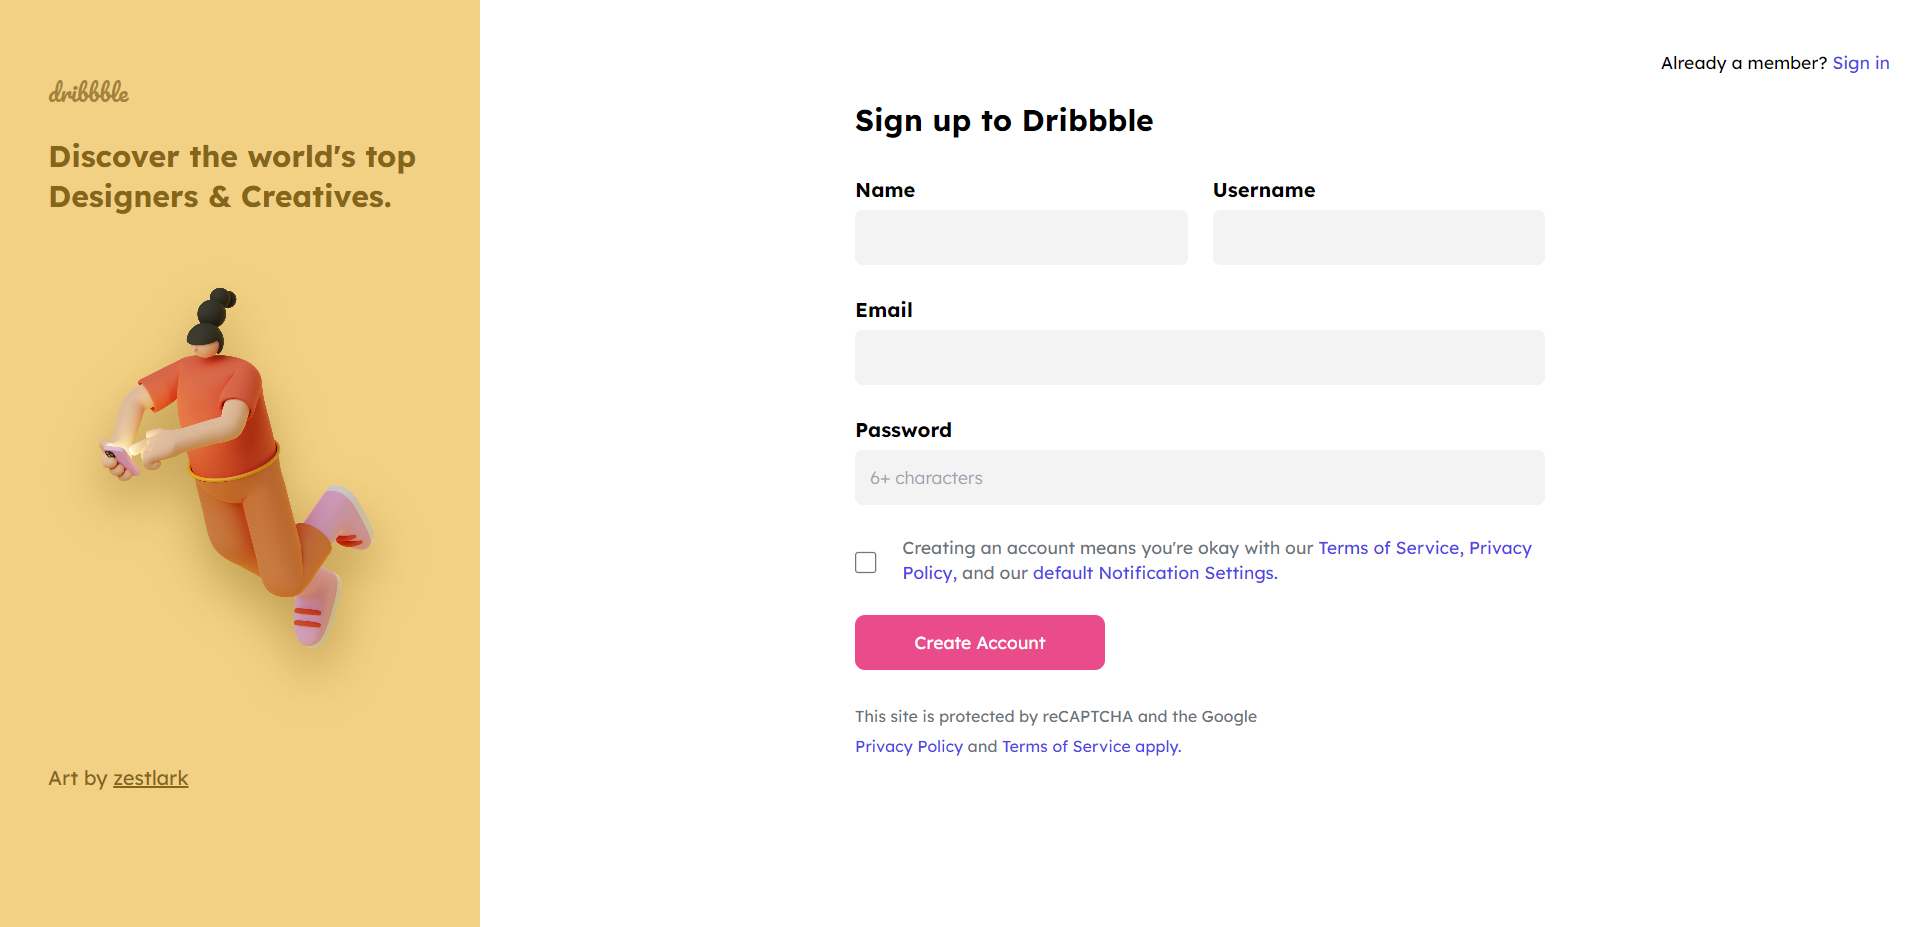 dribbble
Discover the world's top
Designers & Creatives.
Art by zestlark
Already a member? Sign in
Sign up to Dribbble
Name
Username
Email
Password
6+ characters
Creating an account means you're okay with our Terms of Service, Privacy
Policy, and our default Notification Settings.
Create Account
This site is protected by reCAPTCHA and the Google
Privacy Policy and Terms of Service apply.